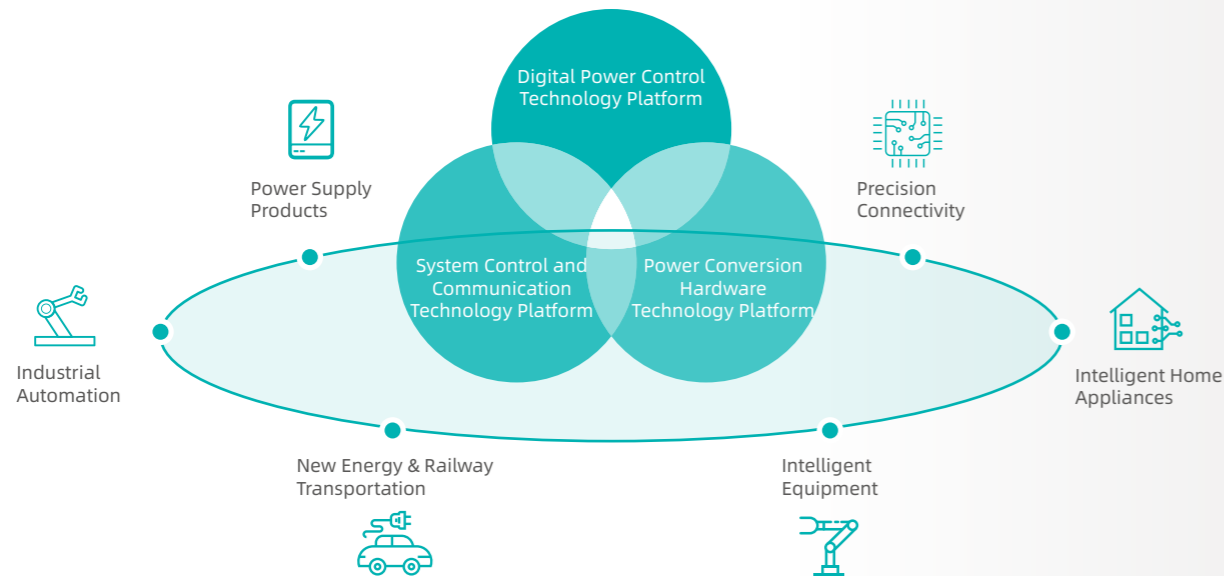 Digital Power Control
Technology Platform
Power Supply
Products
Precision
Connectivity
System Control and
Communication
Technology Platform
Power Conversion
Hardware
Technology Platform
Industrial
Automation
Intelligent Home
Appliances
New Energy & Railway
Transportation
Intelligent
Equipment